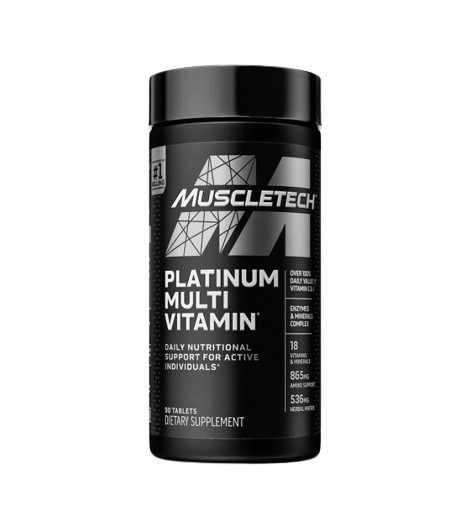 #1
MUSCLETECH
PLATINUM
MULTI
VITAMIN*
DAILY NUTRITIONAL
SUPPORT FOR ACTIVE
INDIVIDUALS*
90 TABLETS
DIETARY SUPPLEMENT
OVER 100%
DAILY VALUE
VITAMIN C &
ENZYMES
& MINERALS
COMPLEX
18
VITAMINS
& MINERALS
865MG
AMINO SUPPORT
536MG
HERBAL